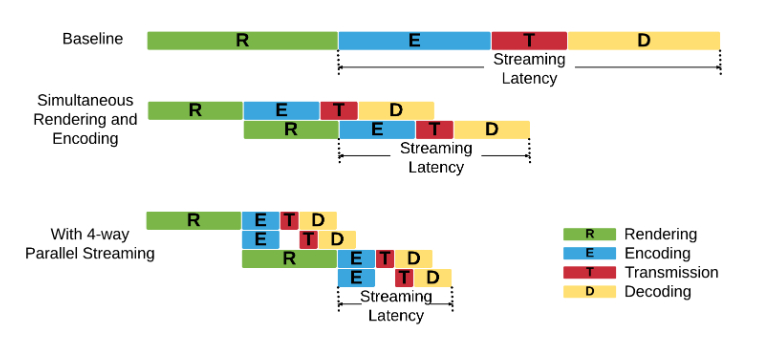 Baseline
R E T D
Streaming
Latency
Simultaneous
Rendering and
Encoding
R E T D
R E T D
Streaming
Latency
With 4-way
Parallel Streaming
R E T D
E T D
R E T D
E T D
Streaming
Latency
R Rendering
E Encoding
T Transmission
D Decoding